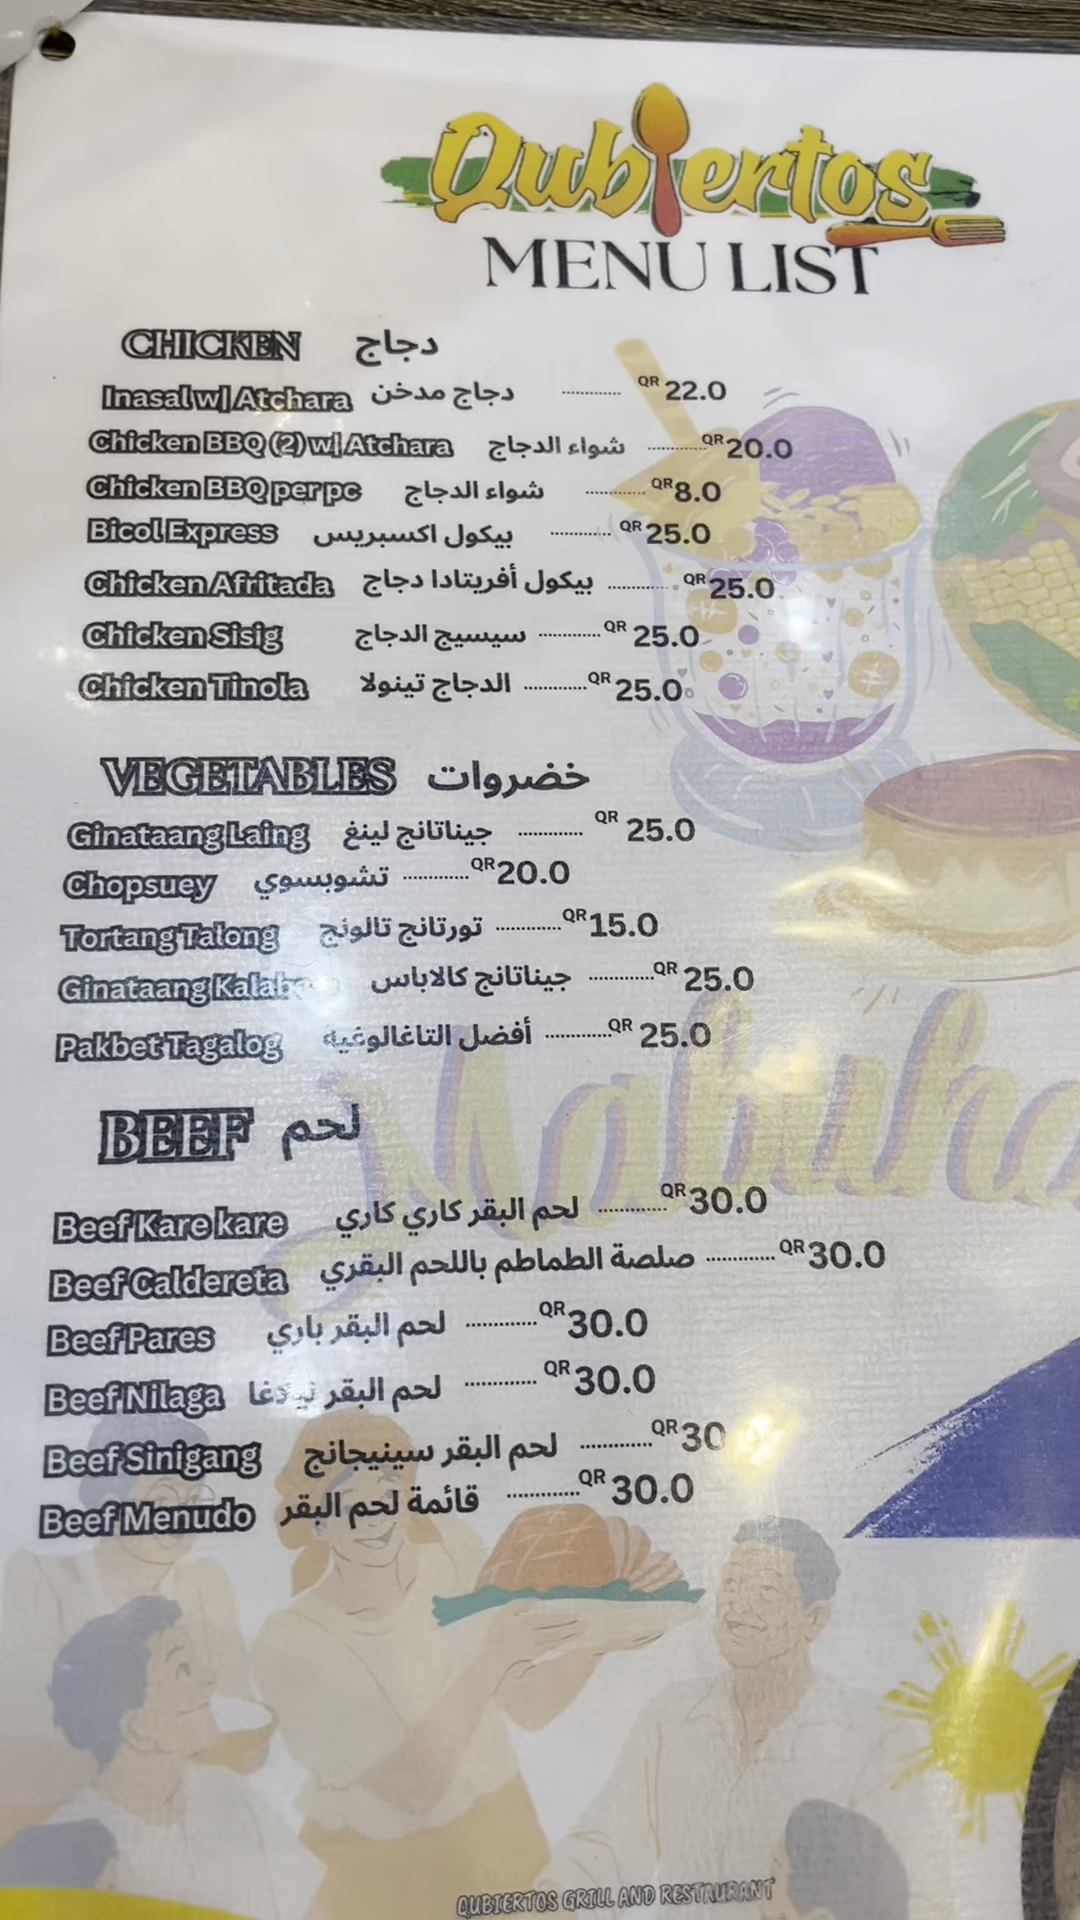 Qubiertos
MENU LIST
CHICKEN دجاج
Inasal w| Atchara دجاج مدخن ............ QR 22.0
Chicken BBQ (2) w| Atchara شواء الدجاج ............ QR 20.0
Chicken BBQ per pc شواء الدجاج ............ QR 8.0
Bicol Express بيكول اكسبريس ............ QR 25.0
Chicken Afritada بيكول أفريتادا دجاج ............ QR 25.0
Chicken Sisig سيسيج الدجاج ............ QR 25.0
Chicken Tinola الدجاج تينولا ............ QR 25.0
VEGETABLES خضروات
Ginataang Laing جيناتانج لينغ ............ QR 25.0
Chopsuey تشوبسوي ............ QR 20.0
Tortang Talong تورتانج تالونج ............ QR 15.0
Ginataang جيناتانج كالاباس ............ QR 25.0
Pakbet Tagalog أفضل التاغالوغية ............ QR 25.0
BEEF لحم
Beef Kare kare لحم البقر كاري كاري ............ QR 30.0
Beef Caldereta صلصة الطماطم باللحم البقري ............ QR 30.0
Beef Pares لحم البقر باري ............ QR 30.0
Beef Nilaga لحم البقر ............ QR 30.0
Beef Sinigang لحم البقر سينيجانج ............ QR 30
Beef Menudo قائمة لحم البقر ............ QR 30.0
QUBIERTOS GRILL AND RESTAURANT